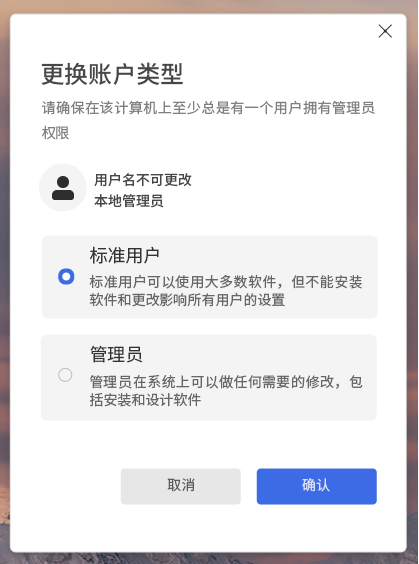 更换账户类型
请确保在该计算机上至少总是有一个用户拥有管理员
权限
用户名不可更改
本地管理员
标准用户
标准用户可以使用大多数软件，但不能安装
软件和更改影响所有用户的设置
管理员
管理员在系统上可以做任何需要的修改，包
括安装和设计软件
取消
确认